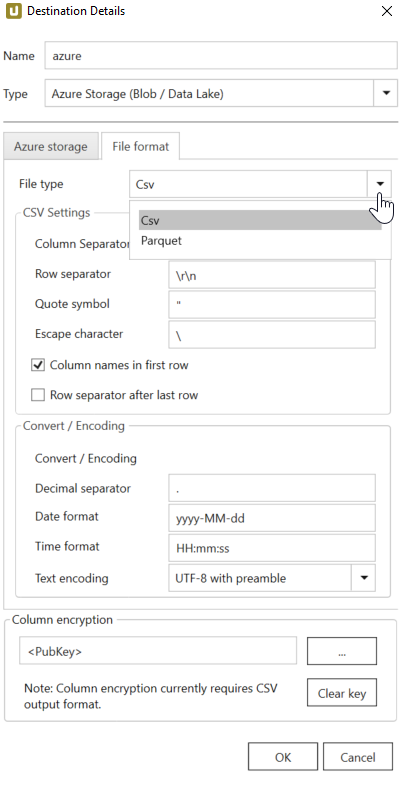 U Destination Details
Name azure
Type Azure Storage (Blob / Data Lake)
Azure storage File format
File type Csv
CSV Settings
Csv
Column Separato
Parquet
Row separator \r\n
Quote symbol "
Escape character \
Column names in first row
Row separator after last row
Convert / Encoding
Convert / Encoding
Decimal separator .
Date format yyyy-MM-dd
Time format HH:mm:ss
Text encoding UTF-8 with preamble
Column encryption
<PubKey> ...
Note: Column encryption currently requires CSV
output format.
Clear key
OK Cancel